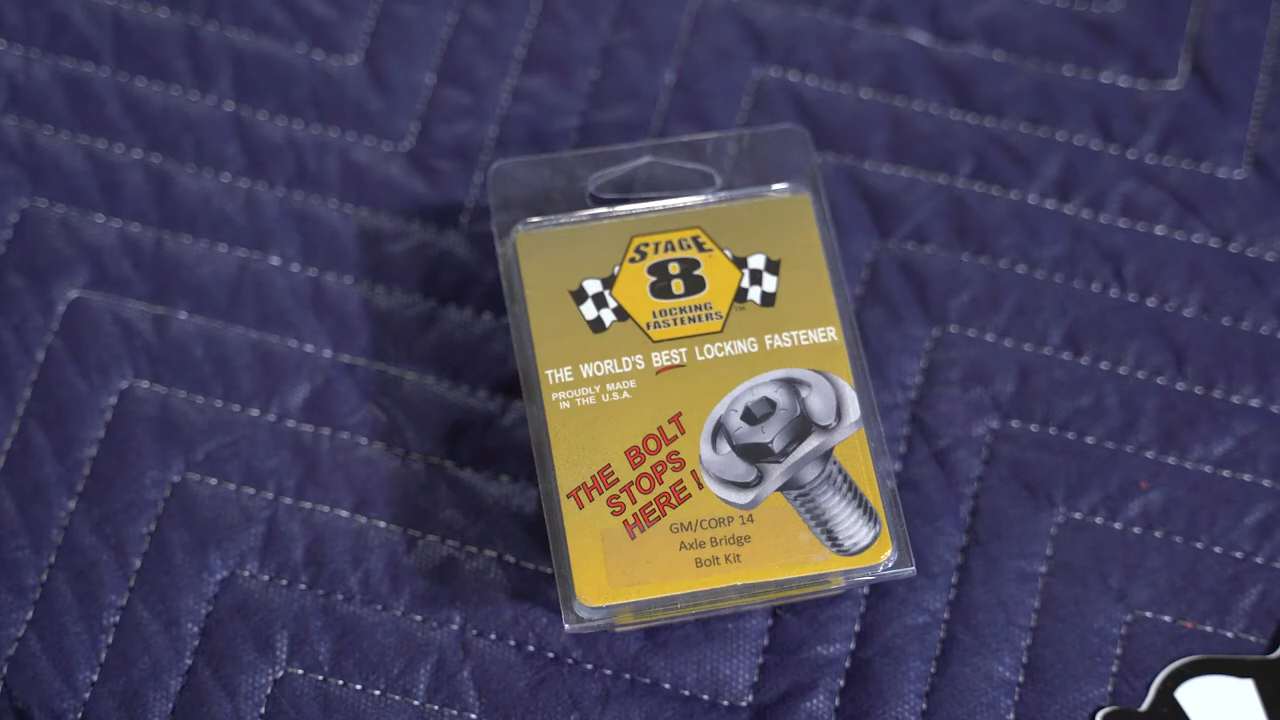 STAGE
8
LOCKING
FASTENERS
TM
THE WORLD'S BEST LOCKING FASTENER
PROUDLY MADE
IN THE U.S.A.
THE BOLT
STOPS
HERE !
GM/CORP 14
Axle Bridge
Bolt Kit